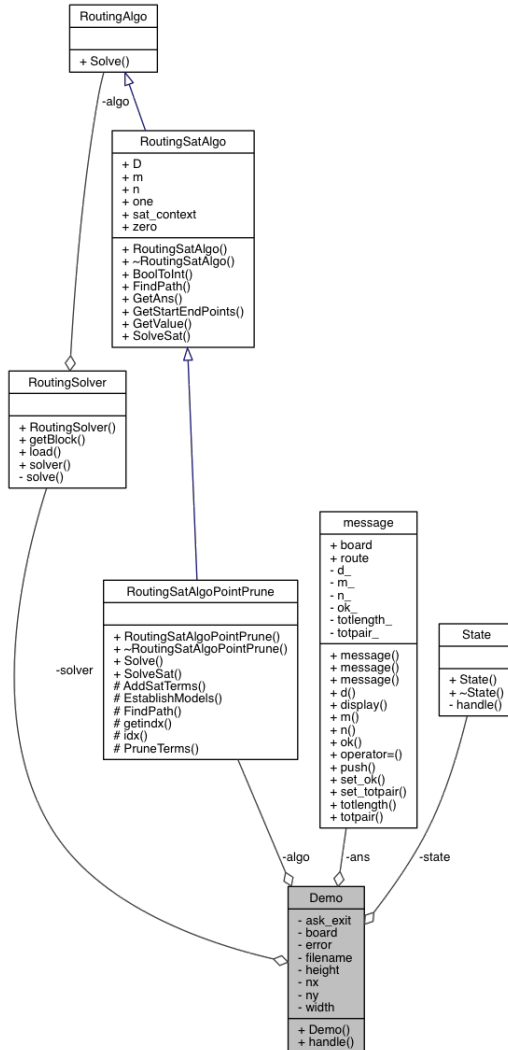 RoutingAlgo
+ Solve()
-algo
RoutingSatAlgo
+ D
+ m
+ n
+ one
+ sat_context
+ zero
+ RoutingSatAlgo()
+ ~RoutingSatAlgo()
+ BoolToInt()
+ FindPath()
+ GetAns()
+ GetStartEndPoints()
+ GetValue()
+ SolveSat()
RoutingSolver
+ RoutingSolver()
+ getBlock()
+ load()
+ solver()
- solve()
message
+ board
+ route
- d_
- m_
- n_
- ok_
- totlength_
- totpair_
+ message()
+ message()
+ message()
+ d()
+ display()
+ m()
+ n()
+ ok()
+ operator=()
+ push()
+ set_ok()
+ set_totpair()
+ totlength()
+ totpair()
RoutingSatAlgoPointPrune
+ RoutingSatAlgoPointPrune()
+ ~RoutingSatAlgoPointPrune()
+ Solve()
+ SolveSat()
# AddSatTerms()
# EstablishModels()
# FindPath()
# getindx()
# idx()
# PruneTerms()
State
+ State()
+ ~State()
- handle()
-solver
-algo
-ans
-state
Demo
- ask_exit
- board
- error
- filename
- height
- nx
- ny
- width
+ Demo()
+ handle()